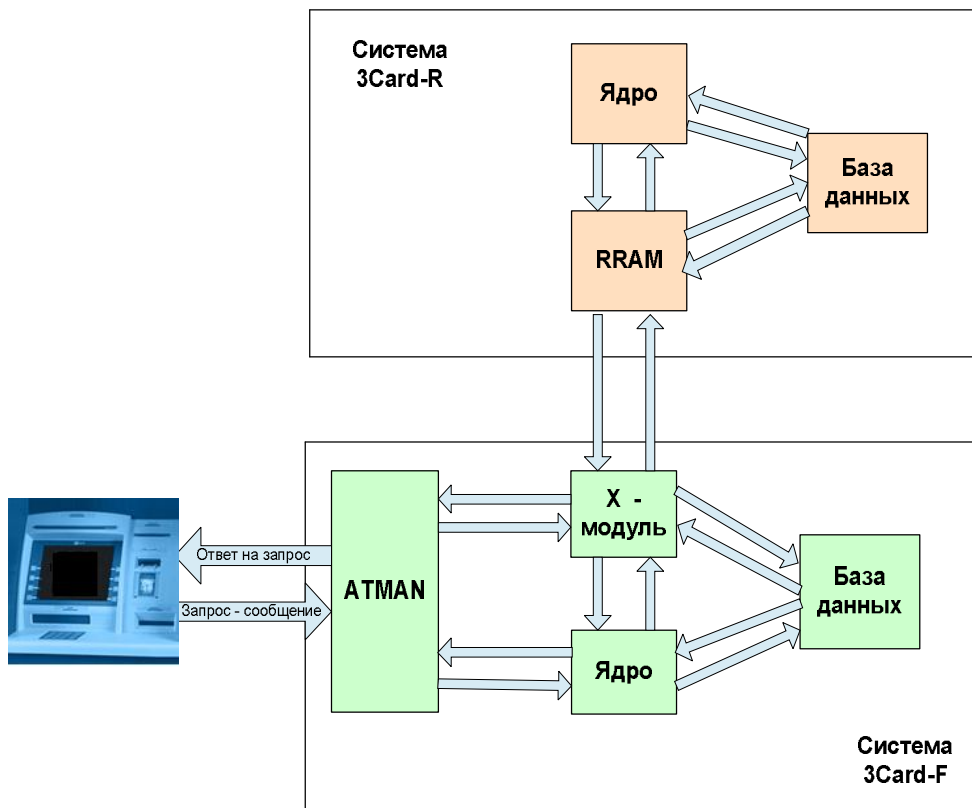 Система
3Card-R
Ядро
База
данных
RRAM
X -
модуль
Ответ на запрос
ATMAN
Запрос - сообщение
База
данных
Ядро
Система
3Card-F